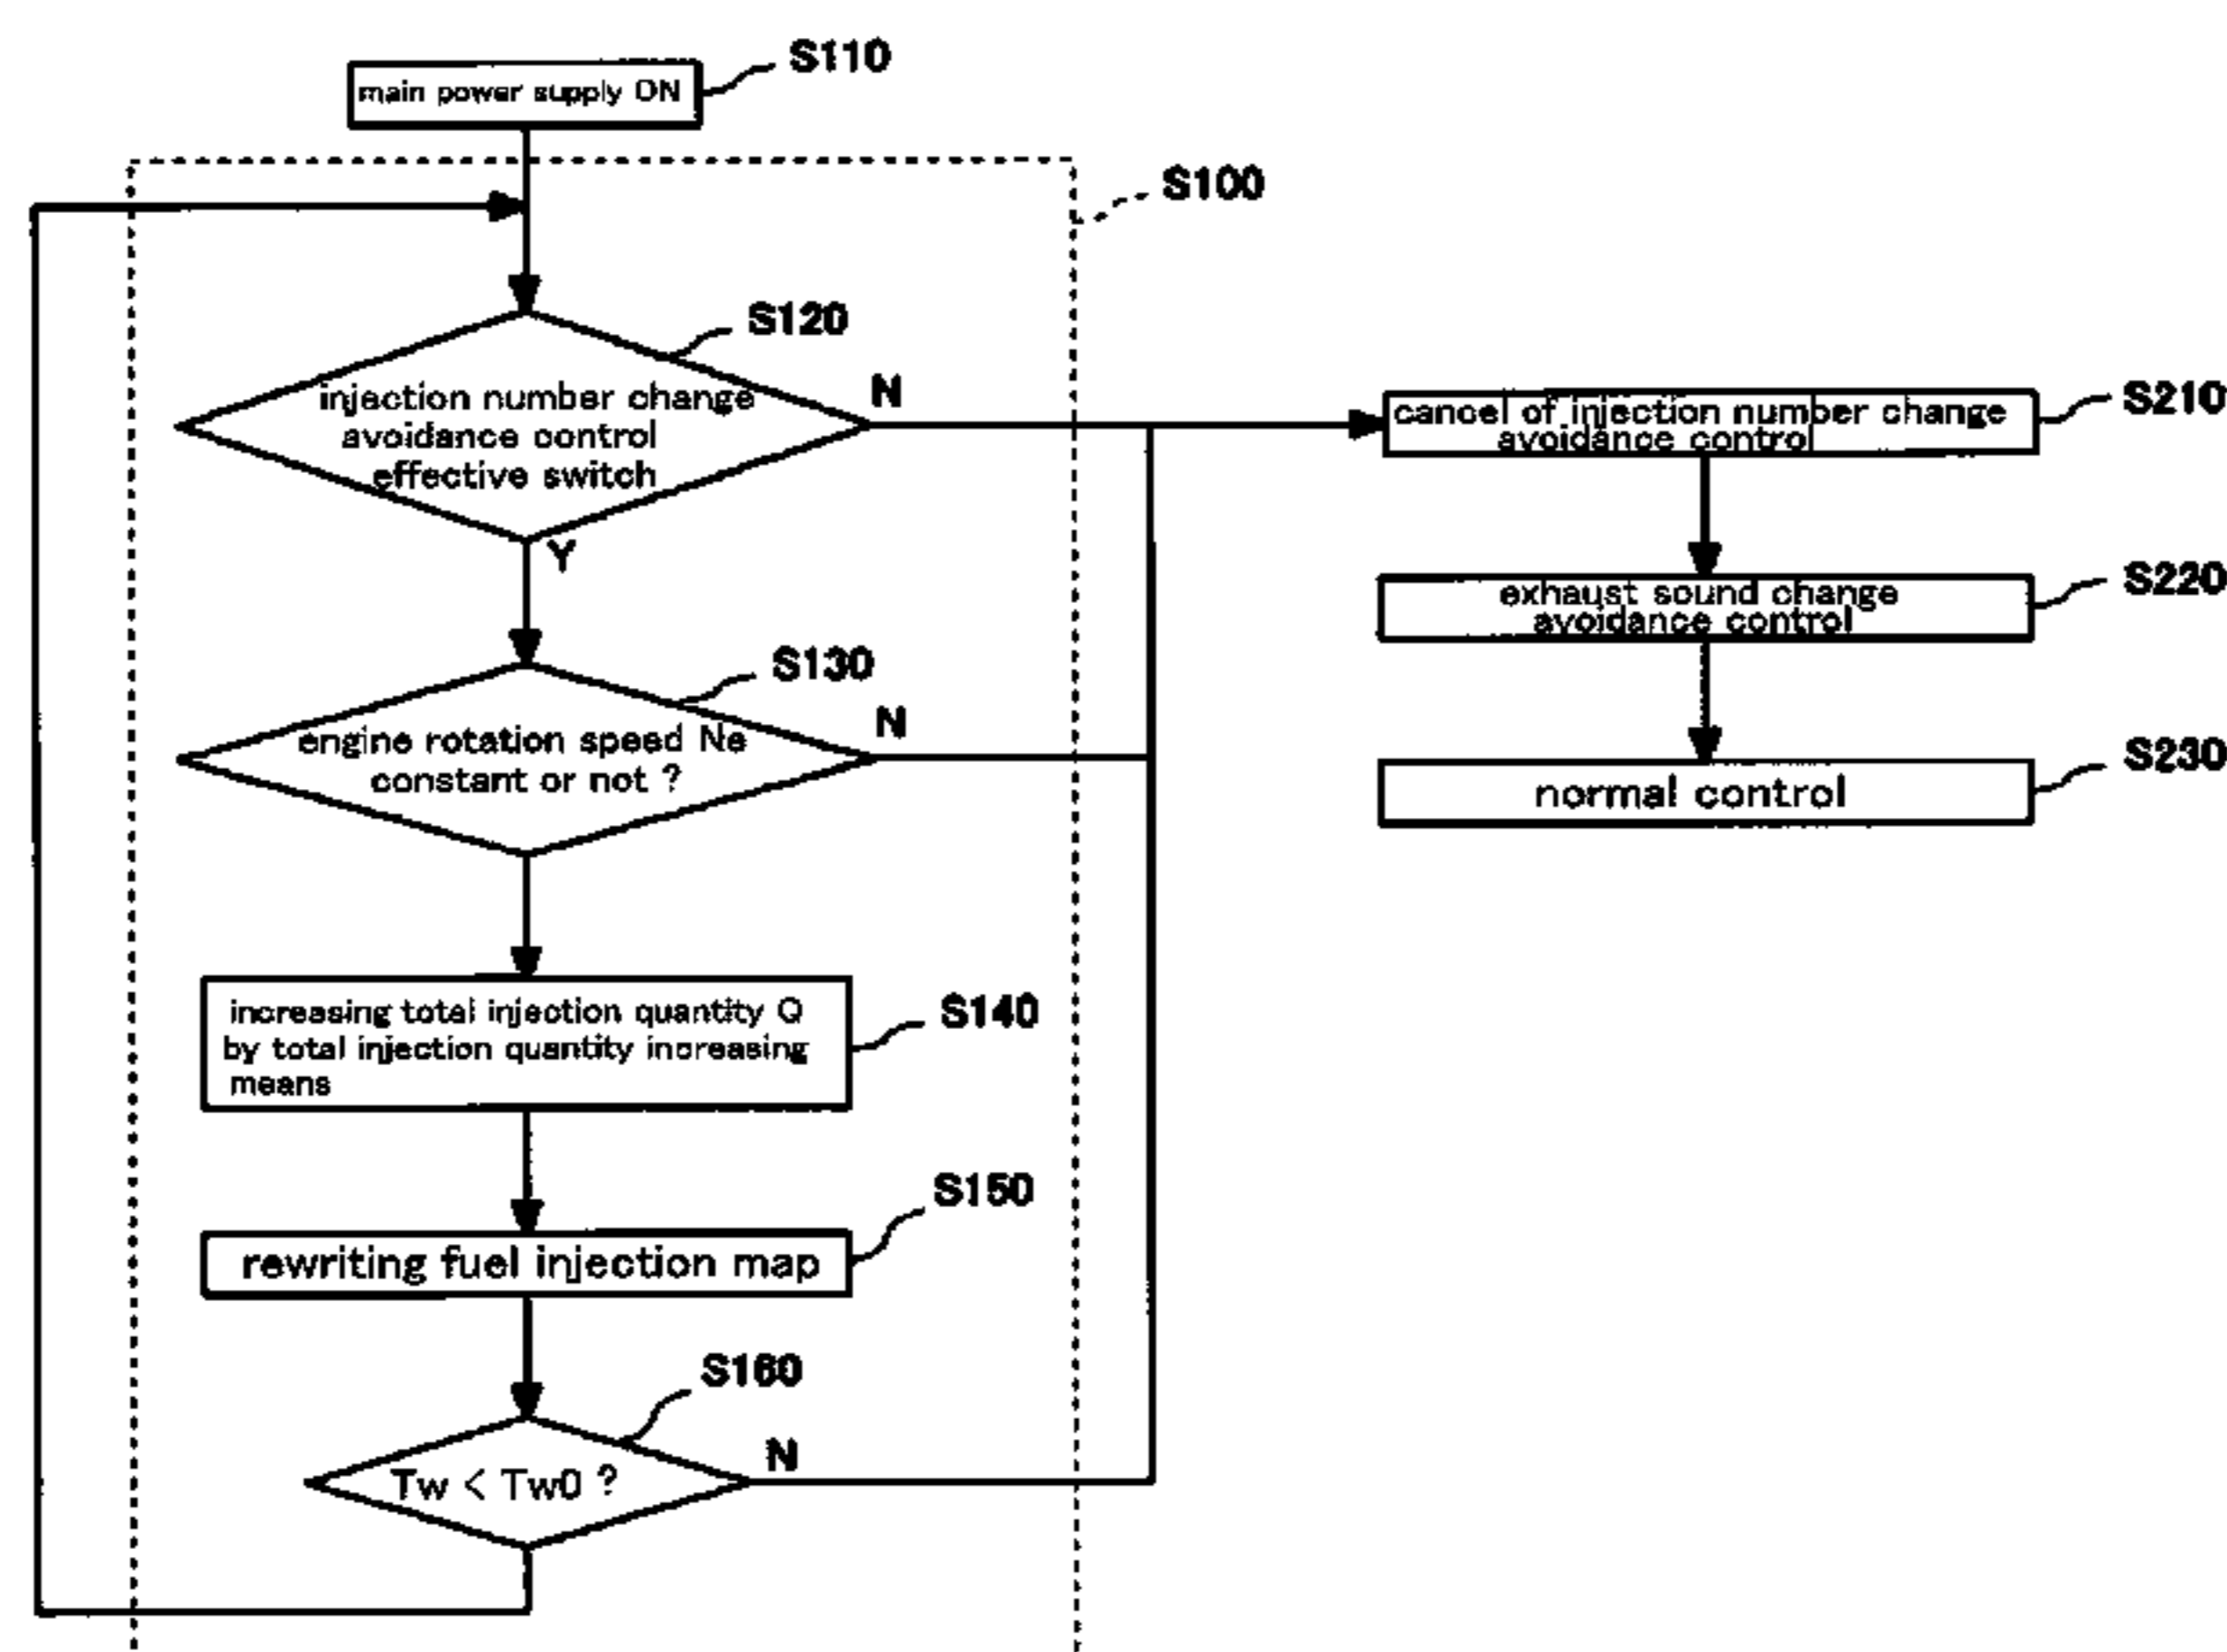 S110
main power supply ON
S100
S120
injection number change
avoidance control
effective switch
N
Y
S210
cancel of injection number change
avoidance control
S220
exhaust sound change
avoidance control
S130
engine rotation speed Ne
constant or not ?
N
S230
normal control
S140
increasing total injection quantity Q
by total injection quantity increasing
means
S150
rewriting fuel injection map
S160
Tw < Tw0 ?
N